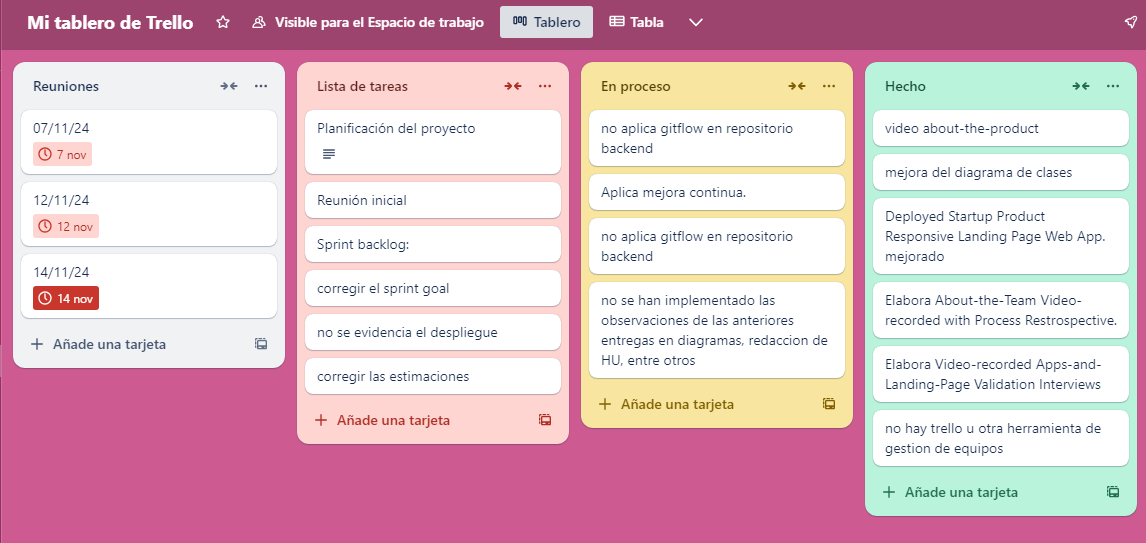 Mi tablero de Trello
Visible para el Espacio de trabajo
Tablero
Tabla
Reuniones
07/11/24
7 nov
12/11/24
12 nov
14/11/24
14 nov
Añade una tarjeta
Lista de tareas
Planificación del proyecto
Reunión inicial
Sprint backlog:
corregir el sprint goal
no se evidencia el despliegue
corregir las estimaciones
Añade una tarjeta
En proceso
no aplica gitflow en repositorio
backend
Aplica mejora continua.
no aplica gitflow en repositorio
backend
no se han implementado las
observaciones de las anteriores
entregas en diagramas, redaccion de
HU, entre otros
Añade una tarjeta
Hecho
video about-the-product
mejora del diagrama de clases
Deployed Startup Product
Responsive Landing Page Web App.
mejorado
Elabora About-the-Team Video-
recorded with Process Restrospective.
Elabora Video-recorded Apps-and-
Landing-Page Validation Interviews
no hay trello u otra herramienta de
gestion de equipos
Añade una tarjeta